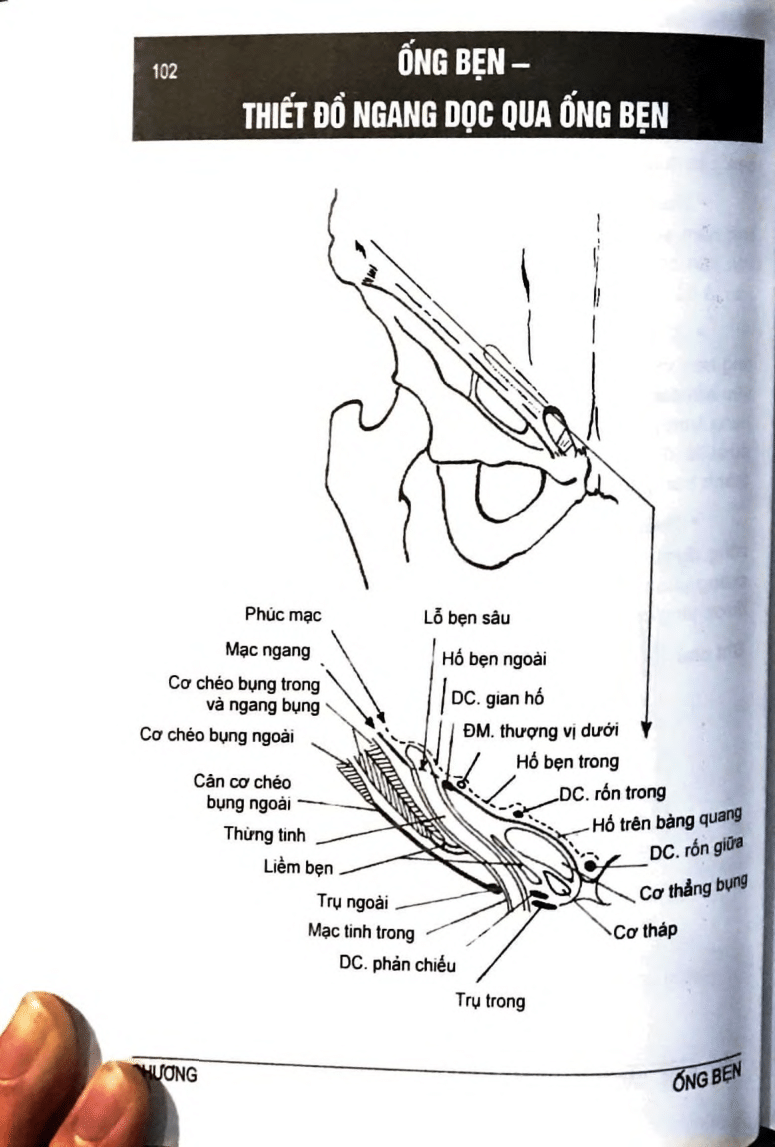 102
ỐNG BẸN –
THIẾT ĐỒ NGANG DỌC QUA ỐNG BẸN
Phúc mạc
Lỗ bẹn sâu
Mạc ngang
Hố bẹn ngoài
Cơ chéo bụng trong
và ngang bụng
DC. gian hố
Cơ chéo bụng ngoài
ĐM. thượng vị dưới
Hố bẹn trong
Cân cơ chéo
bụng ngoài
DC. rốn trong
Hố trên bàng quang
Thừng tinh
DC. rốn giữa
Liềm bẹn
Cơ thẳng bụng
Trụ ngoài
Mạc tinh trong
Cơ tháp
DC. phản chiếu
Trụ trong
HƯƠNG
ỐNG BẸN